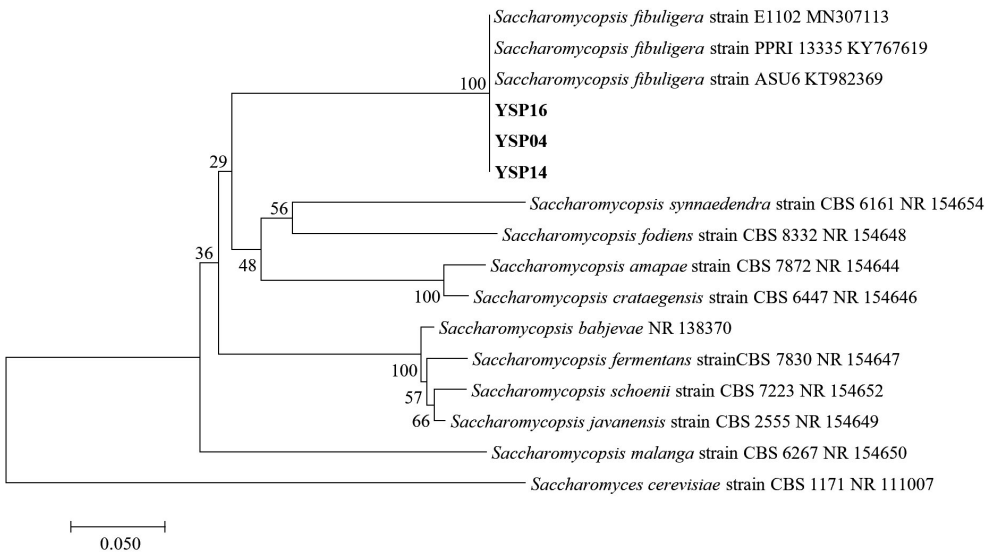 Saccharomycopsis fibuligera strain E1102 MN307113
Saccharomycopsis fibuligera strain PPRI 13335 KY767619
Saccharomycopsis fibuligera strain ASU6 KT982369
100
YSP16
YSP04
YSP14
29
Saccharomycopsis synnaedendra strain CBS 6161 NR 154654
56
Saccharomycopsis fodiens strain CBS 8332 NR 154648
36
48
Saccharomycopsis amapae strain CBS 7872 NR 154644
100
Saccharomycopsis crataegensis strain CBS 6447 NR 154646
Saccharomycopsis babjevae NR 138370
Saccharomycopsis fermentans strainCBS 7830 NR 154647
100
Saccharomycopsis schoenii strain CBS 7223 NR 154652
57
66
Saccharomycopsis javanensis strain CBS 2555 NR 154649
Saccharomycopsis malanga strain CBS 6267 NR 154650
Saccharomyces cerevisiae strain CBS 1171 NR 111007
0.050